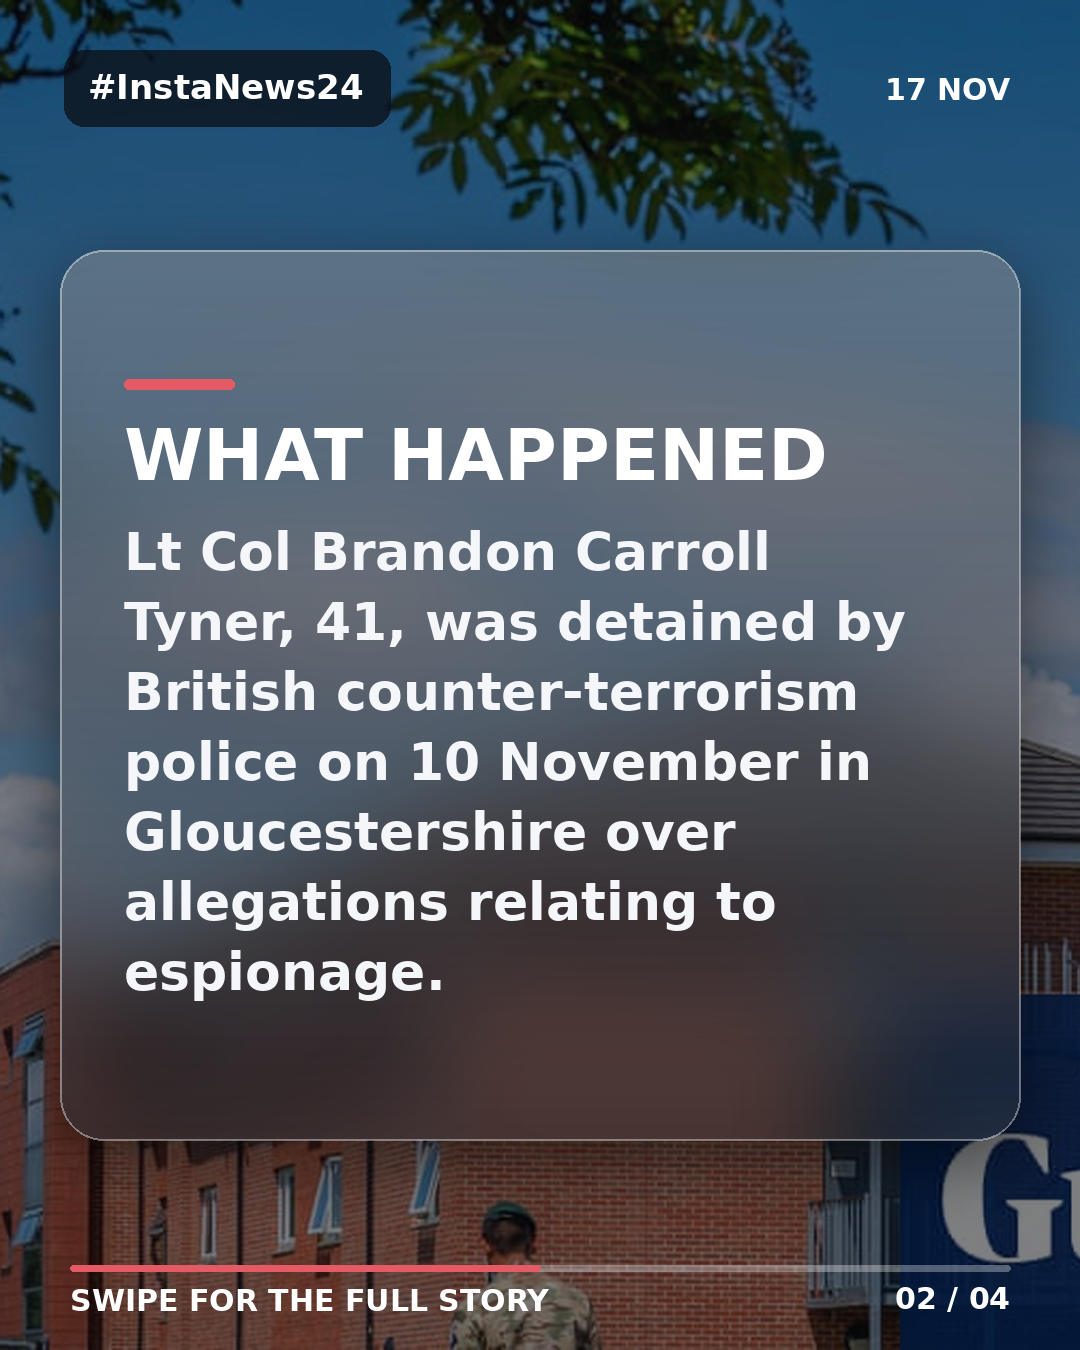 #InstaNews24
17 NOV
WHAT HAPPENED
Lt Col Brandon Carroll
Tyner, 41, was detained by
British counter-terrorism
police on 10 November in
Gloucestershire over
allegations relating to
espionage.
SWIPE FOR THE FULL STORY
02 / 04